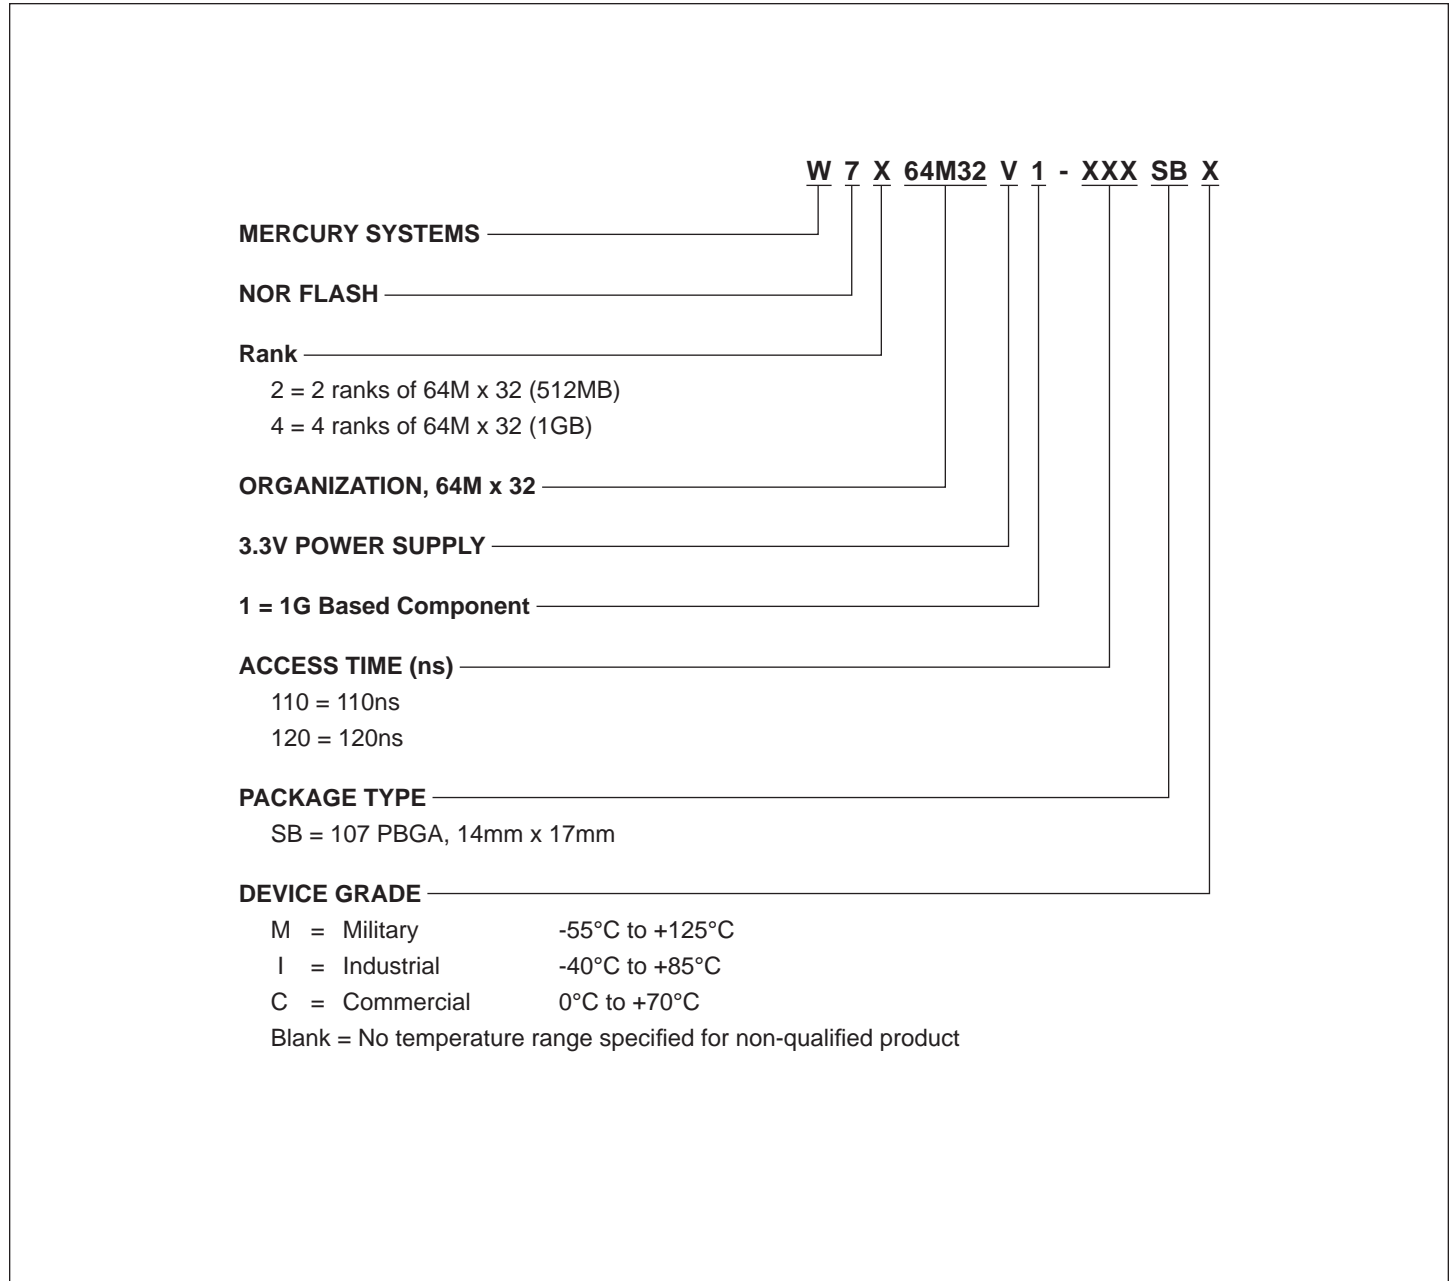 W 7 X 64M32 V 1 - XXX SB X
MERCURY SYSTEMS
NOR FLASH
Rank
2 = 2 ranks of 64M x 32 (512MB)
4 = 4 ranks of 64M x 32 (1GB)
ORGANIZATION, 64M x 32
3.3V POWER SUPPLY
1 = 1G Based Component
ACCESS TIME (ns)
110 = 110ns
120 = 120ns
PACKAGE TYPE
SB = 107 PBGA, 14mm x 17mm
DEVICE GRADE
M = Military -55°C to +125°C
I = Industrial -40°C to +85°C
C = Commercial 0°C to +70°C
Blank = No temperature range specified for non-qualified product